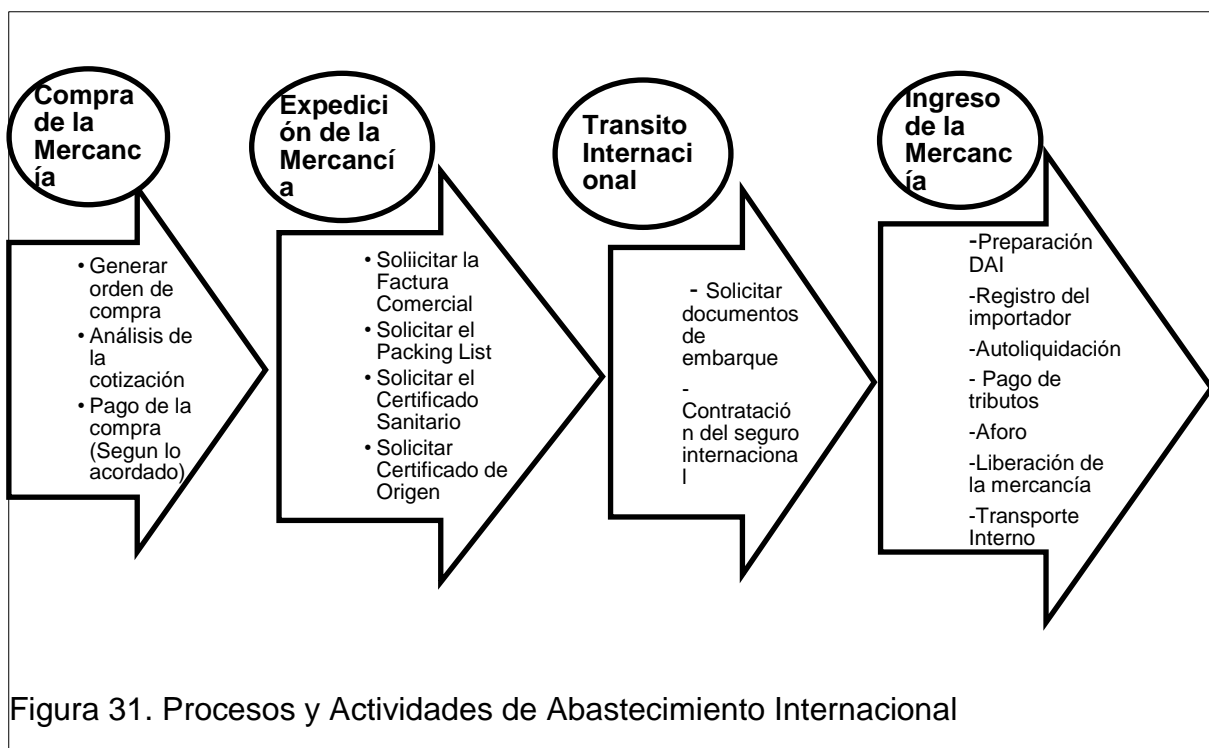 Compra
de la
Mercanc
ía
• Generar
orden de
compra
• Análisis de
la
cotización
• Pago de la
compra
(Segun lo
acordado)
Expedici
ón de la
Mercancí
a
• Soliicitar la
Factura
Comercial
• Solicitar el
Packing List
• Solicitar el
Certificado
Sanitario
• Solicitar
Certificado de
Origen
Transito
Internaci
onal
- Solicitar
documentos
de
embarque
-
Contratació
n del seguro
internaciona
l
Ingreso
de la
Mercanc
ía
-Preparación
DAI
-Registro del
importador
-Autoliquidación
- Pago de
tributos
-Aforo
-Liberación de
la mercancía
-Transporte
Interno
Figura 31. Procesos y Actividades de Abastecimiento Internacional